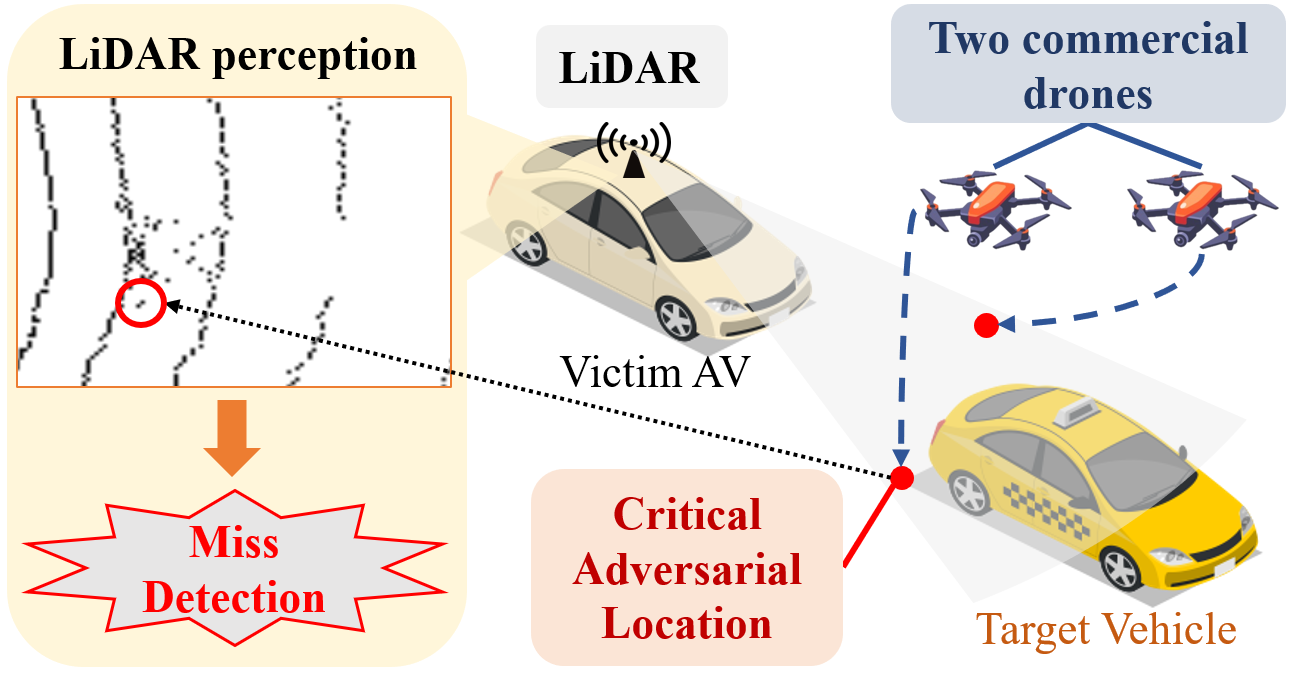 LiDAR perception
LiDAR
Two commercial
drones
Victim AV
Miss
Detection
Critical
Adversarial
Location
Target Vehicle